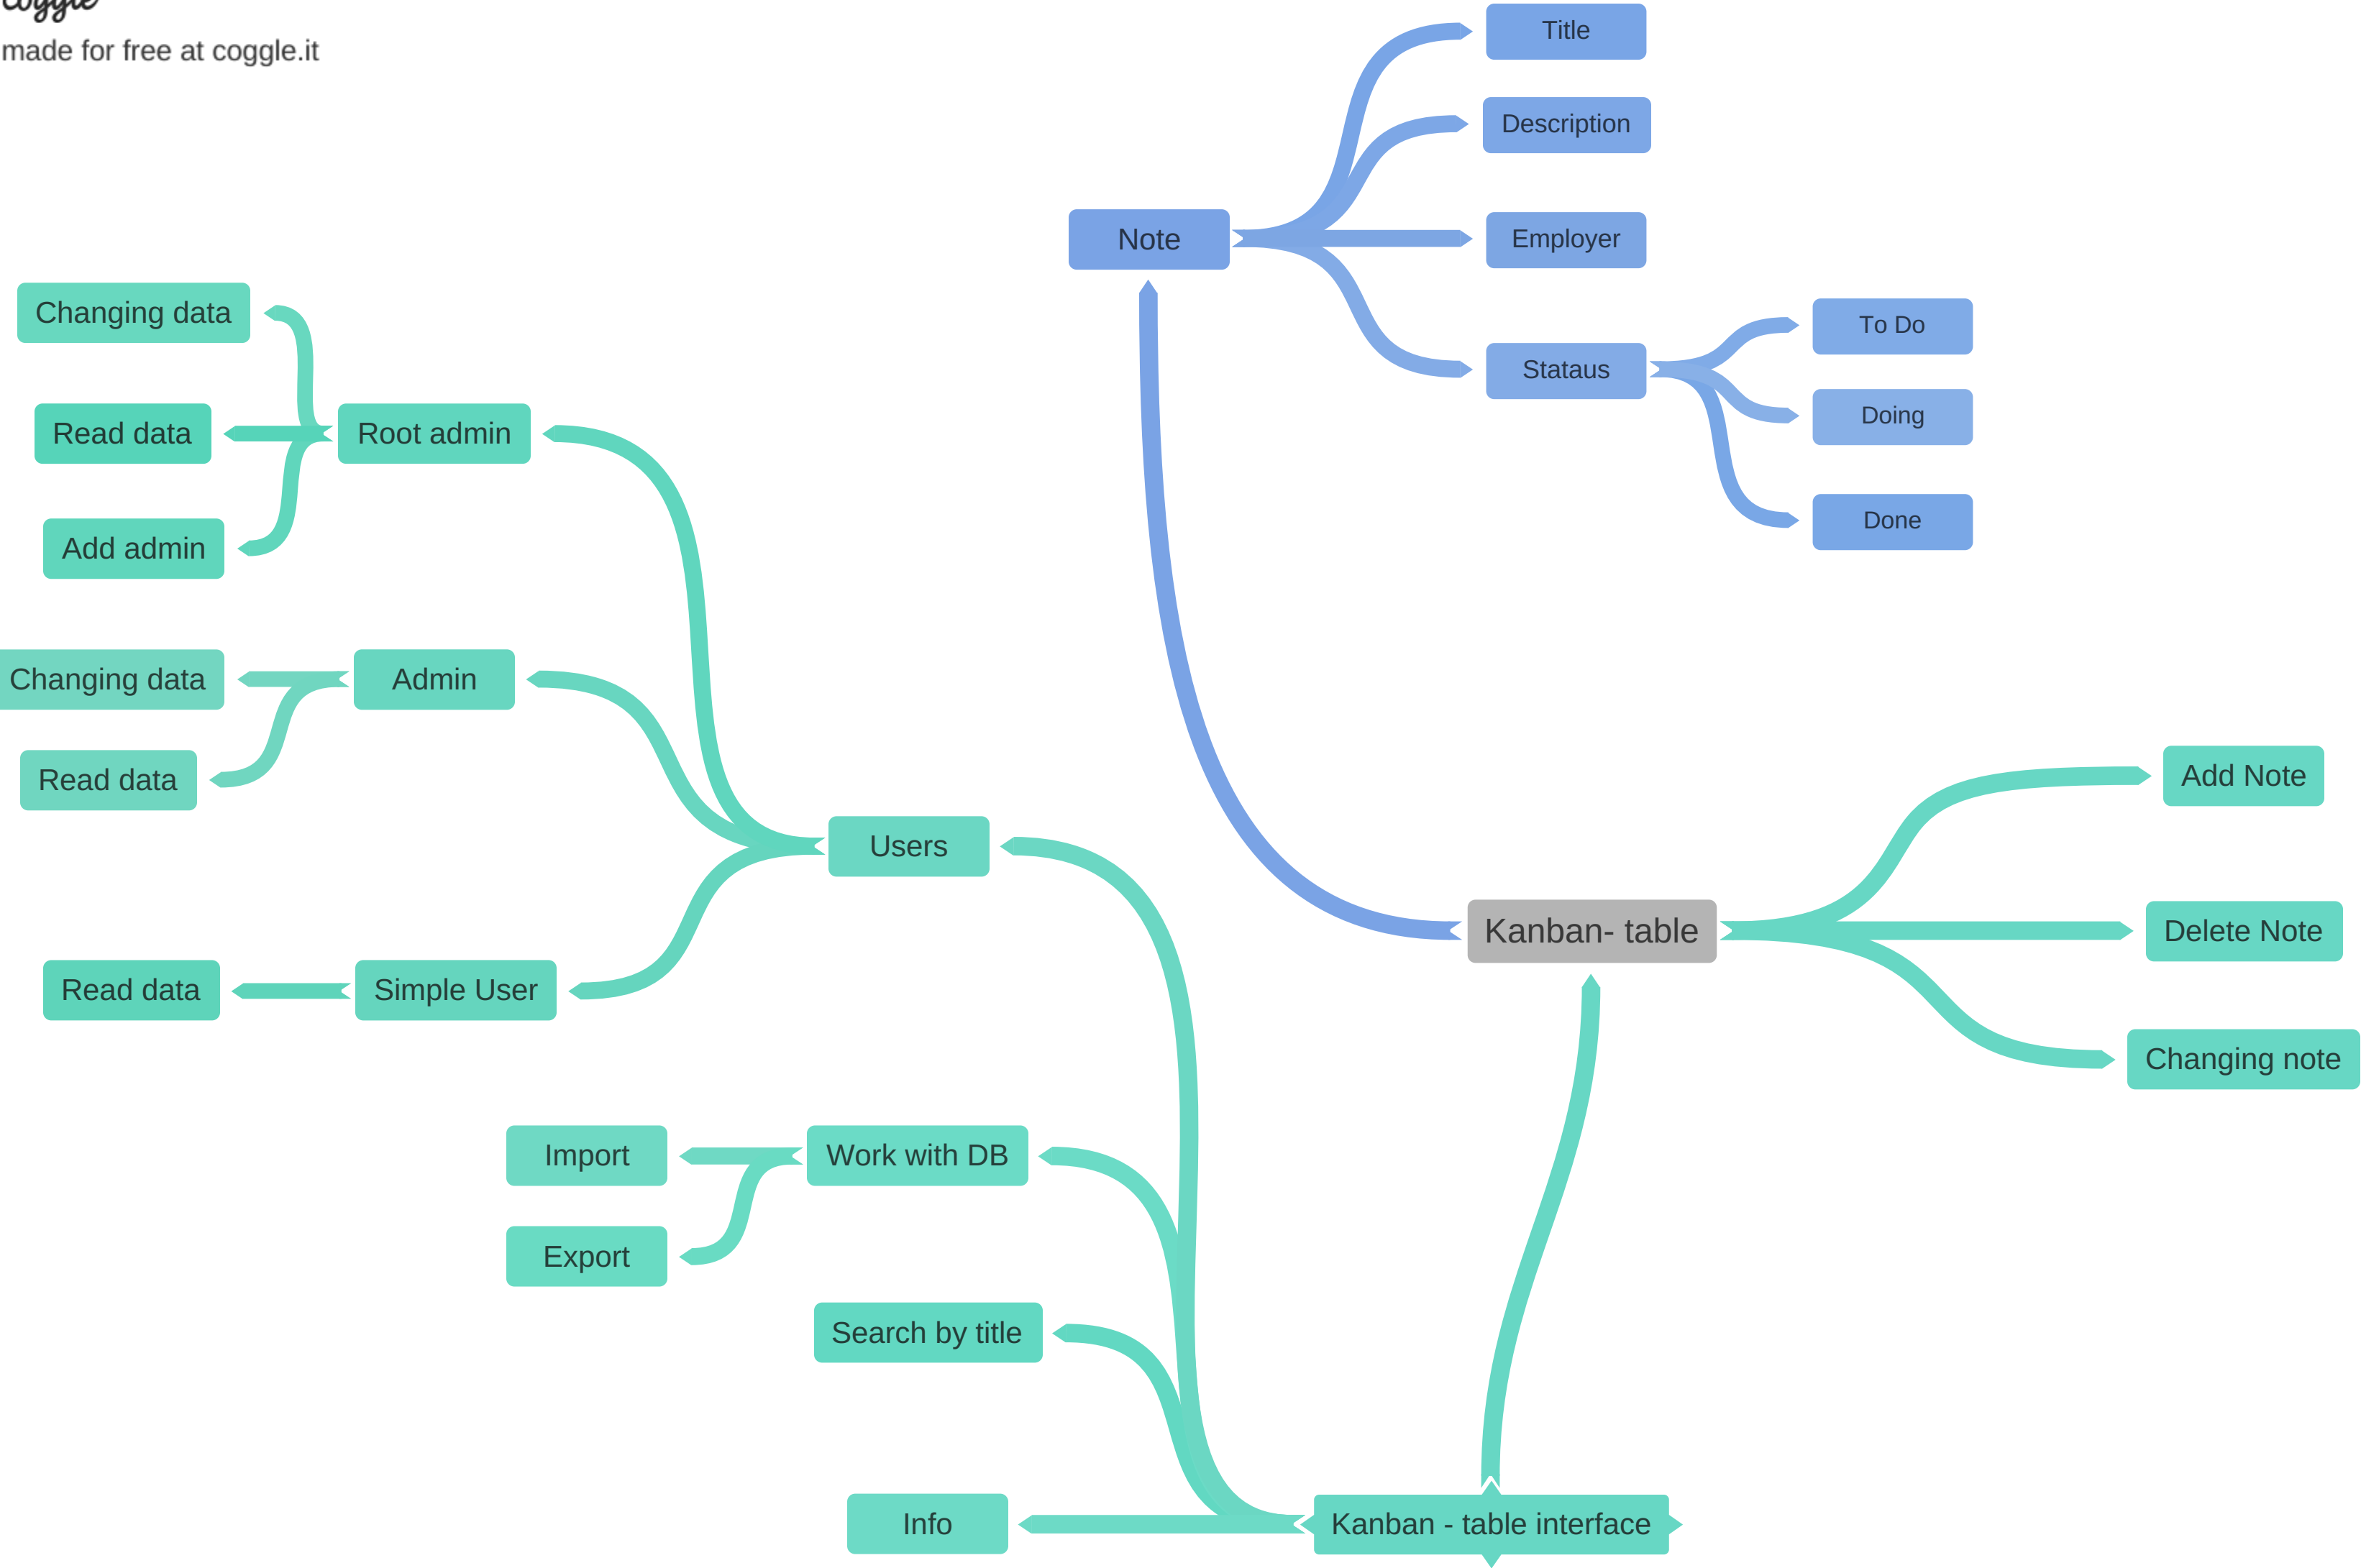 coggle
made for free at coggle.it
Title
Description
Note
Employer
To Do
Stataus
Doing
Done
Changing data
Read data
Root admin
Add admin
Changing data
Admin
Read data
Users
Read data
Simple User
Kanban- table
Add Note
Delete Note
Changing note
Import
Work with DB
Export
Search by title
Info
Kanban - table interface